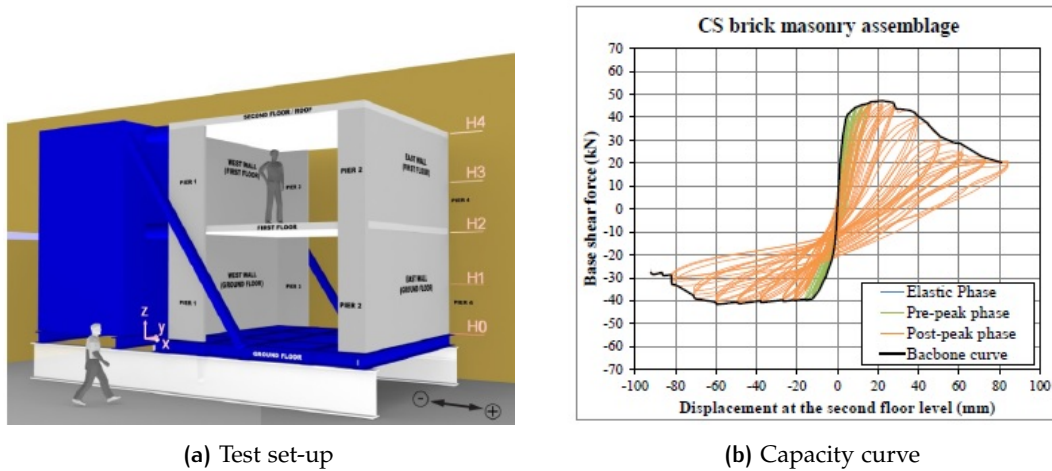 SECOND FLOOR / ROOF
H4
WEST WALL
(FIRST FLOOR)
EAST WALL
(FIRST FLOOR)
PIER 1
PIER 3
PIER 2
H3
PIER 4
FIRST FLOOR
H2
WEST WALL
(GROUND FLOOR)
EAST WALL
(GROUND FLOOR)
H1
PIER 1
PIER 3
PIER 2
PIER 4
z
y
x
H0
GROUND FLOOR
(a) Test set-up
CS brick masonry assemblage
Base shear force (kN)
70
60
50
40
30
20
10
0
-10
-20
-30
-40
-50
-60
-70
Elastic Phase
Pre-peak phase
Post-peak phase
Bacbone curve
-100 -80 -60 -40 -20 0 20 40 60 80 100
Displacement at the second floor level (mm)
(b) Capacity curve